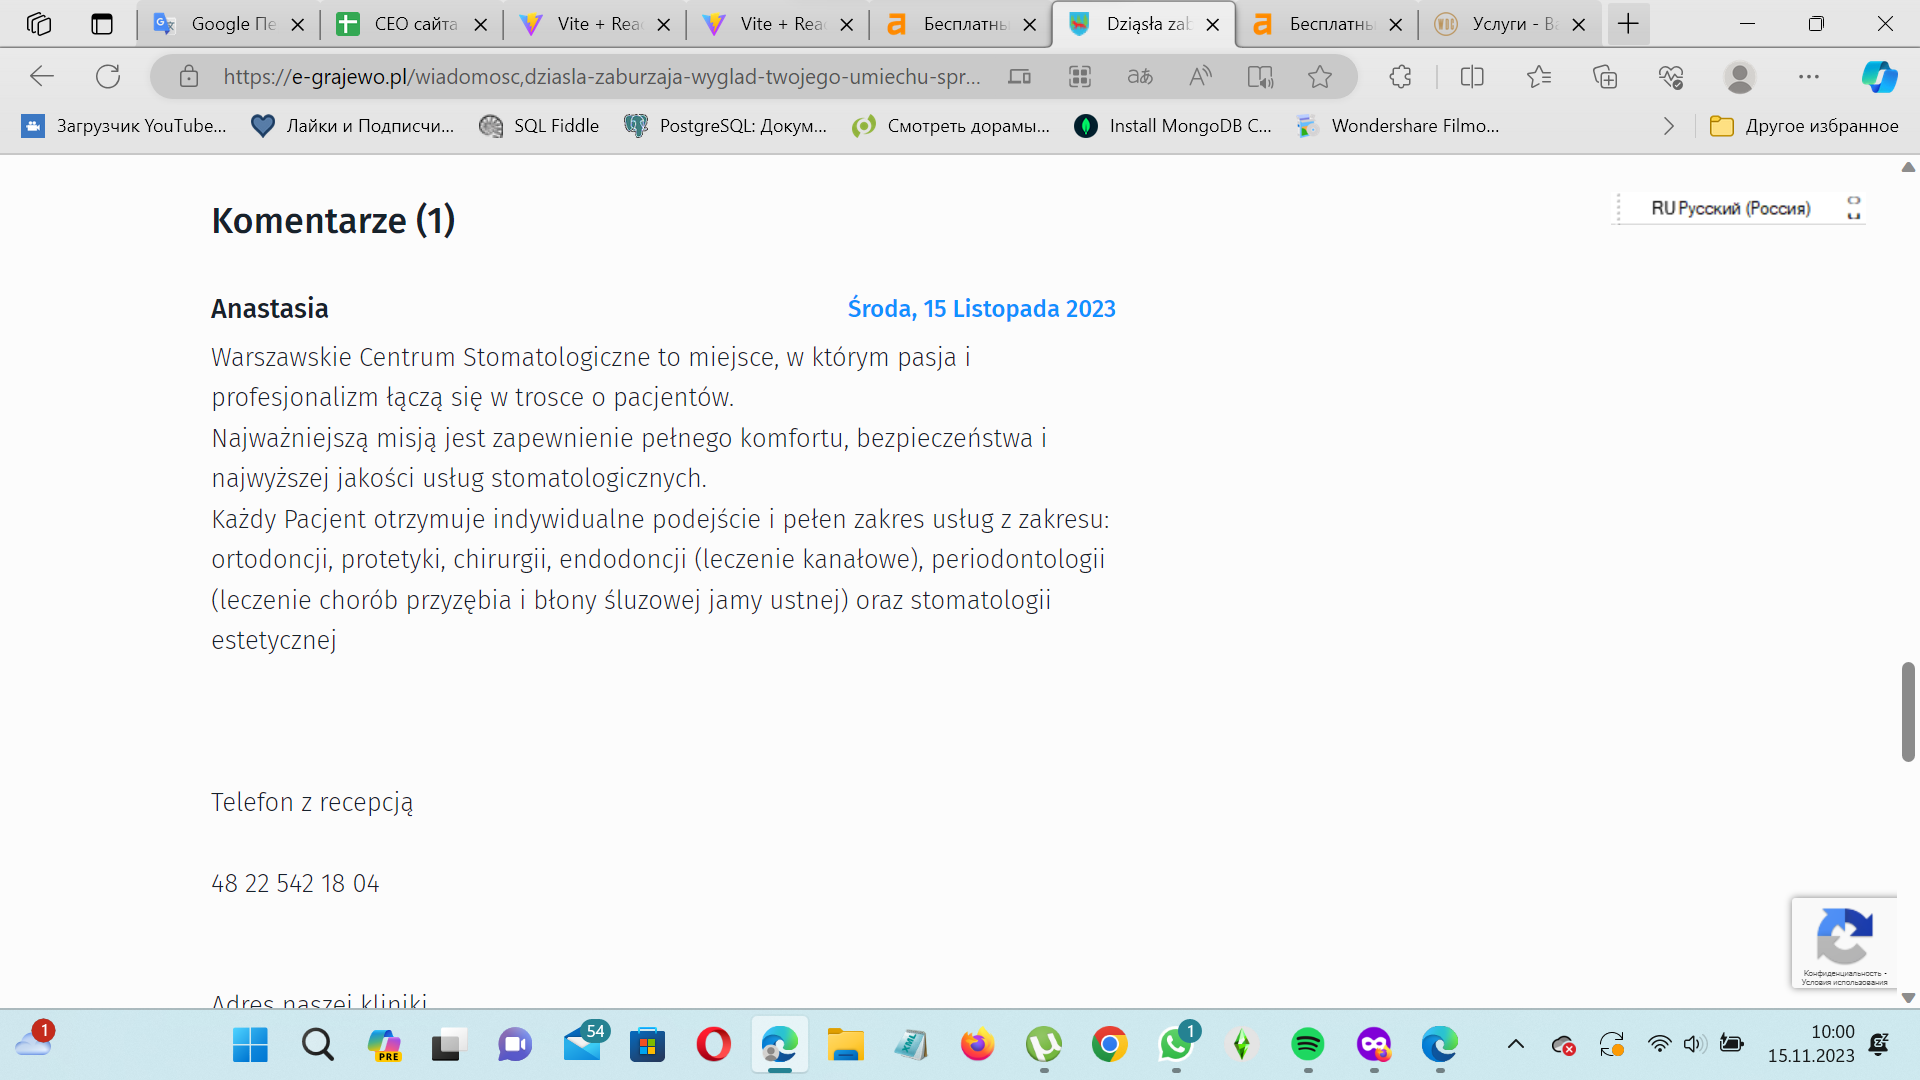 Google Пе
СЕО сайта
Vite + Reac
Vite + Reac
Бесплатны
Dziąsła zab
Бесплатны
Услуги - Ва
https://e-grajewo.pl/wiadomosc,dziasla-zaburzaja-wyglad-twojego-umiechu-spr...
Загрузчик YouTube...
Лайки и Подписчи...
SQL Fiddle
PostgreSQL: Докум...
Смотреть дорамы...
Install MongoDB C...
Wondershare Filmo...
Другое избранное
Komentarze (1)
RU Русский (Россия)
Anastasia
Środa, 15 Listopada 2023
Warszawskie Centrum Stomatologiczne to miejsce, w którym pasja i
profesjonalizm łączą się w trosce o pacjentów.
Najważniejszą misją jest zapewnienie pełnego komfortu, bezpieczeństwa i
najwyższej jakości usług stomatologicznych.
Każdy Pacjent otrzymuje indywidualne podejście i pełen zakres usług z zakresu:
ortodoncji, protetyki, chirurgii, endodoncji (leczenie kanałowe), periodontologii
(leczenie chorób przyzębia i błony śluzowej jamy ustnej) oraz stomatologii
estetycznej
Telefon z recepcją
48 22 542 18 04
Adres naszej kliniki
Конфиденциальность -
Условия использования
1
PRE
54
1
10:00
15.11.2023